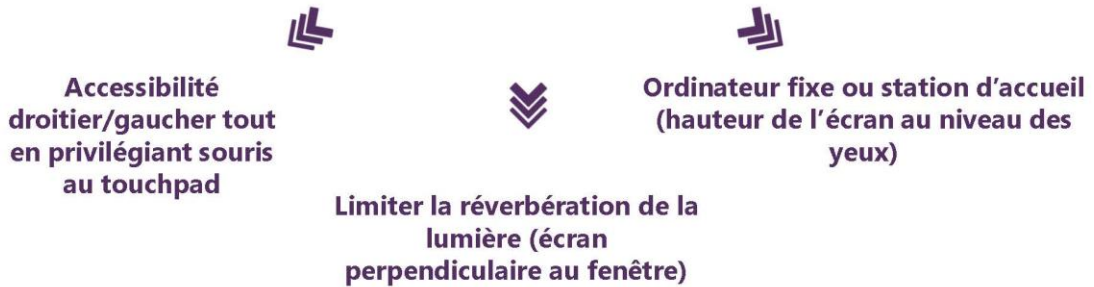 Accessibilité
droitier/gaucher tout
en privilégiant souris
au touchpad
Ordinateur fixe ou station d’accueil
(hauteur de l’écran au niveau des
yeux)
Limiter la réverbération de la
lumière (écran
perpendiculaire au fenêtre)